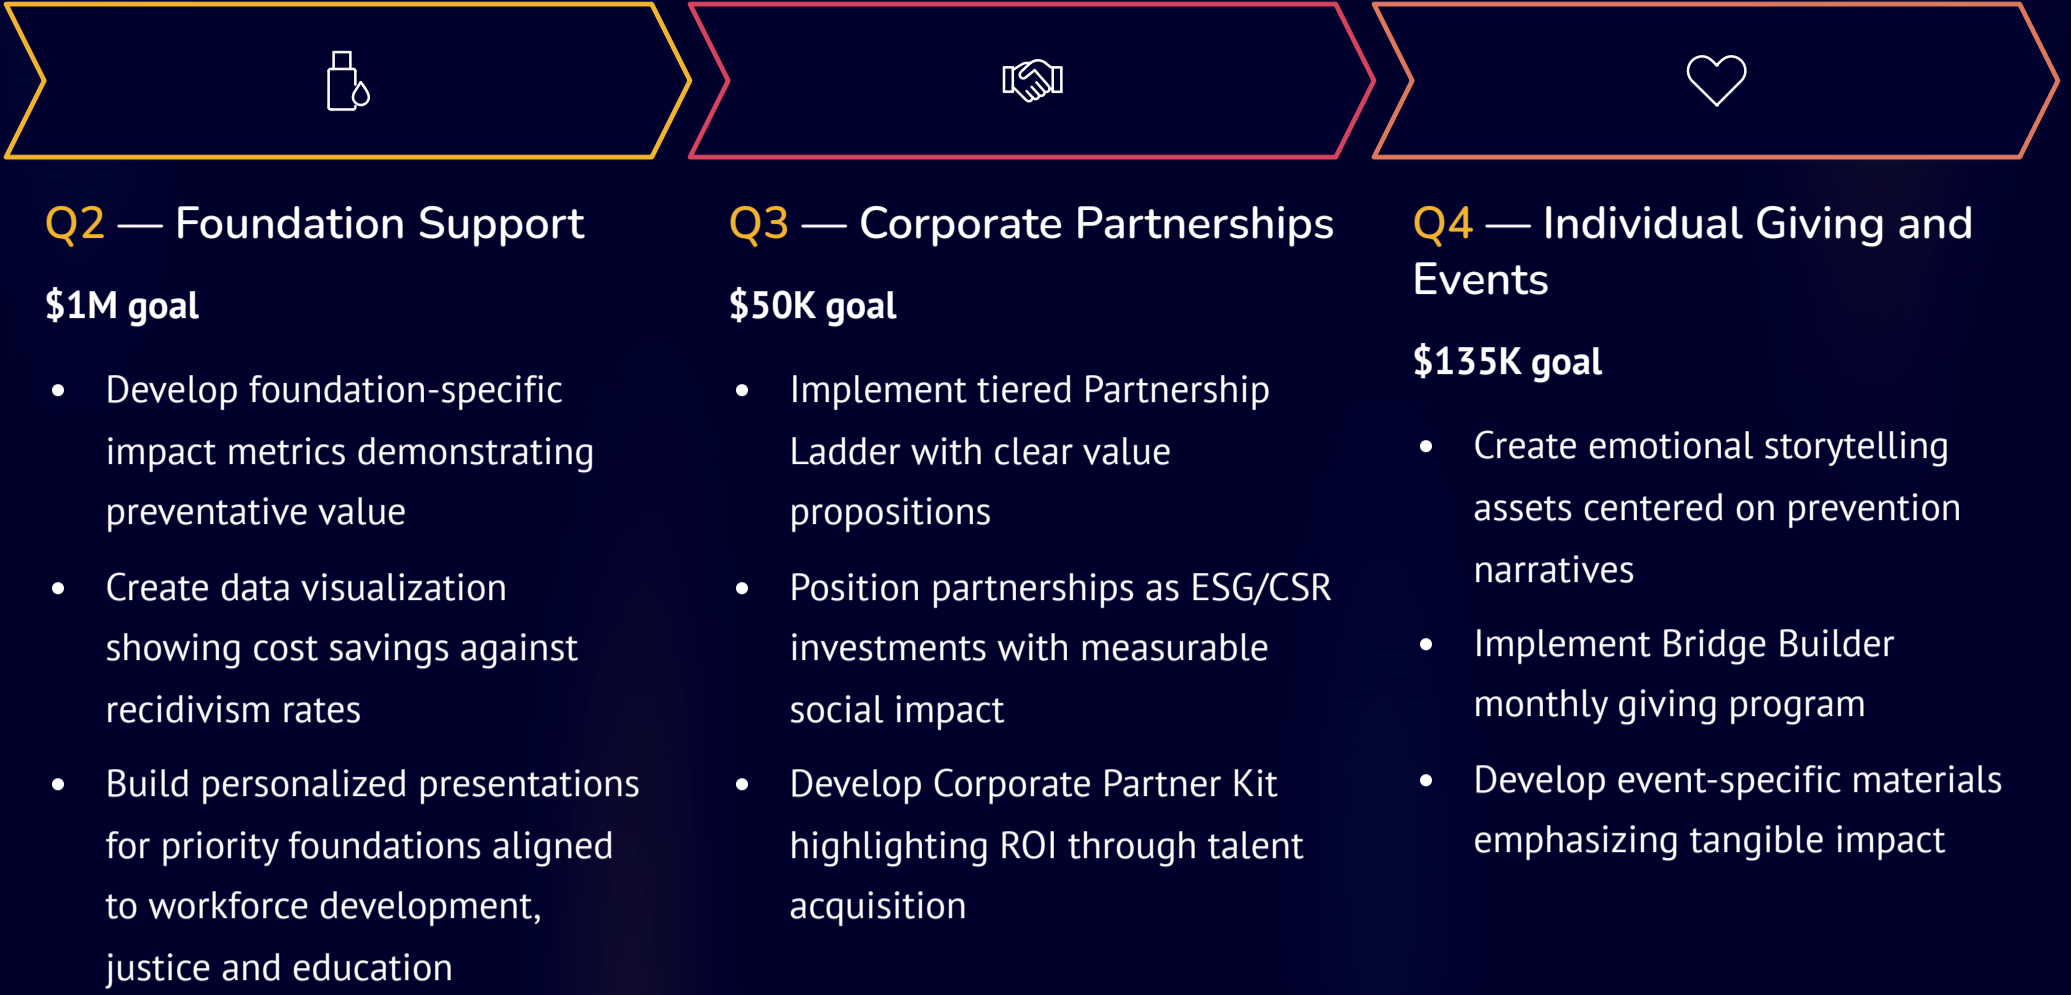 Q2 — Foundation Support
$1M goal
• Develop foundation-specific
impact metrics demonstrating
preventative value
• Create data visualization
showing cost savings against
recidivism rates
• Build personalized presentations
for priority foundations aligned
to workforce development,
justice and education
Q3 — Corporate Partnerships
$50K goal
• Implement tiered Partnership
Ladder with clear value
propositions
• Position partnerships as ESG/CSR
investments with measurable
social impact
• Develop Corporate Partner Kit
highlighting ROI through talent
acquisition
Q4 — Individual Giving and
Events
$135K goal
• Create emotional storytelling
assets centered on prevention
narratives
• Implement Bridge Builder
monthly giving program
• Develop event-specific materials
emphasizing tangible impact